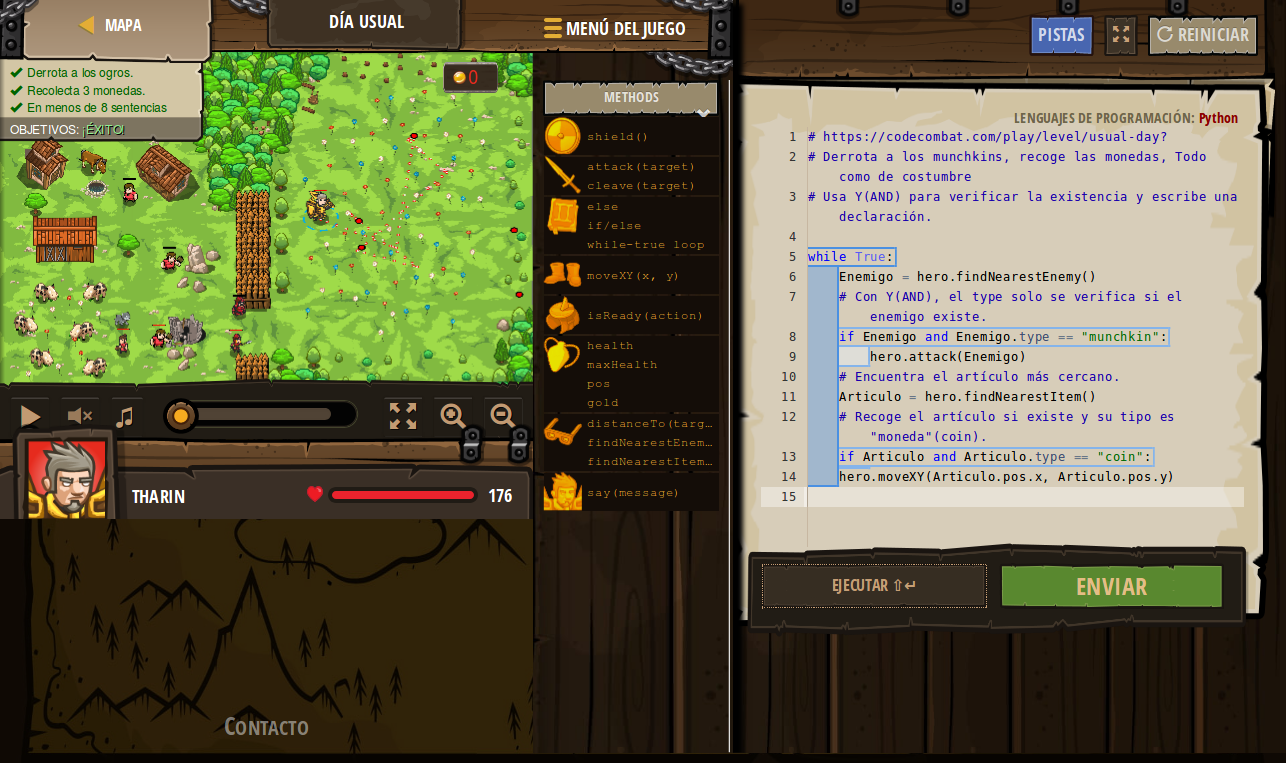 MAPA
DÍA USUAL
MENÚ DEL JUEGO
PISTAS
REINICIAR
Derrota a los ogros.
Recolecta 3 monedas.
En menos de 8 sentencias
OBJETIVOS: ¡ÉXITO!
0
METHODS
shield()
attack(target)
cleave(target)
else
if/else
while-true loop
moveXY(x, y)
isReady(action)
health
maxHealth
pos
gold
distanceTo(targ…
findNearestEnem…
findNearestItem…
say(message)
THARIN
176
CONTACTO
LENGUAJES DE PROGRAMACIÓN: Python
1 # https://codecombat.com/play/level/usual-day?
2 # Derrota a los munchkins, recoge las monedas, Todo
como de costumbre
3 # Usa Y(AND) para verificar la existencia y escribe una
declaración.
4
5 while True:
6 Enemigo = hero.findNearestEnemy()
7 # Con Y(AND), el type solo se verifica si el
enemigo existe.
8 if Enemigo and Enemigo.type == "munchkin":
9 hero.attack(Enemigo)
10 # Encuentra el artículo más cercano.
11 Articulo = hero.findNearestItem()
12 # Recoge el artículo si existe y su tipo es
"moneda"(coin).
13 if Articulo and Articulo.type == "coin":
14 hero.moveXY(Articulo.pos.x, Articulo.pos.y)
15
EJECUTAR ⇧↵
ENVIAR